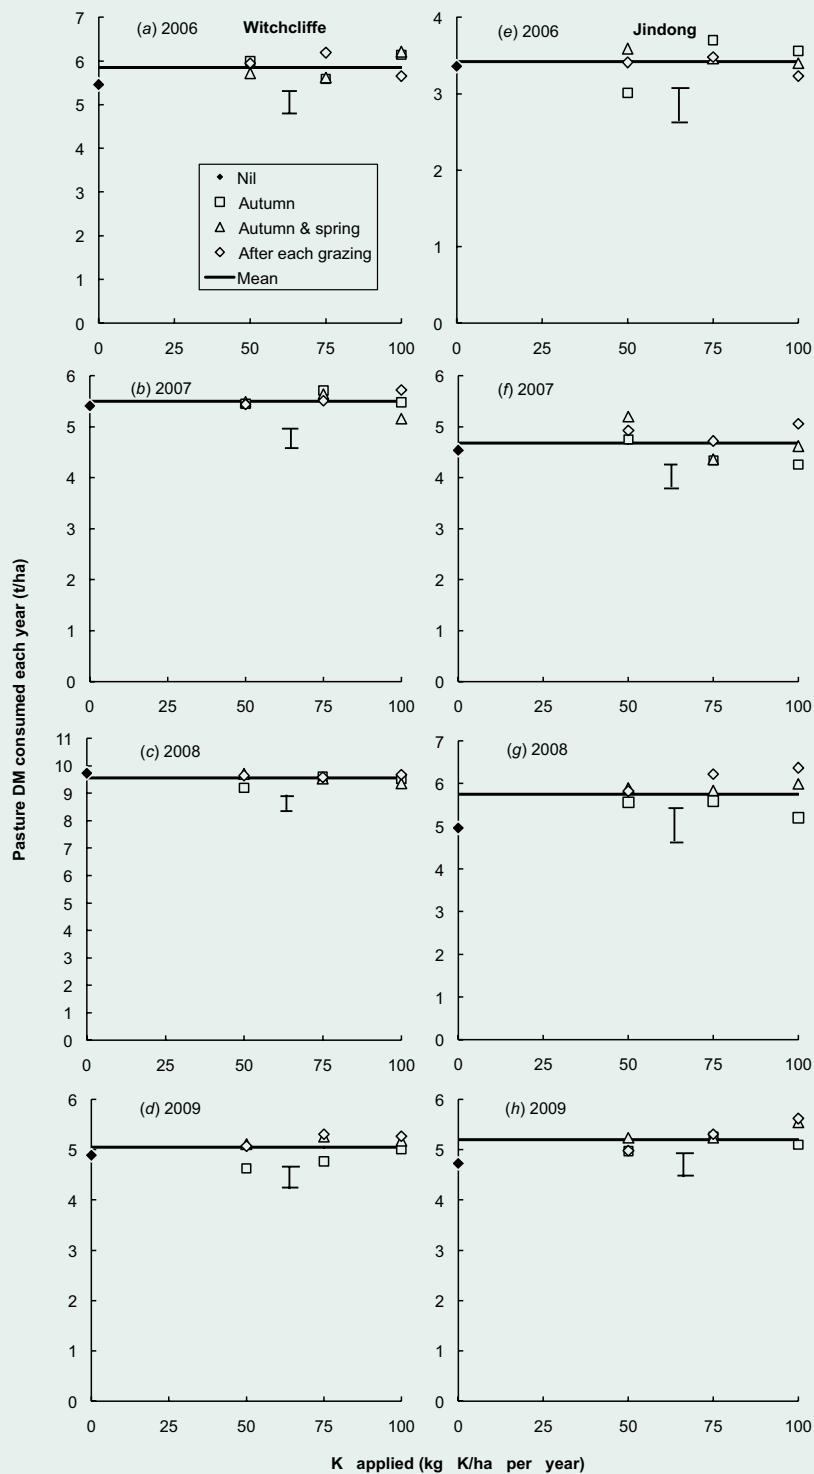 (a) 2006 Witchcliffe
7
6
5
4
3
2
1
0
0 25 50 75 100
Nil
Autumn
Autumn & spring
After each grazing
Mean
(e) 2006 Jindong
4
3
2
1
0
0 25 50 75 100
(b) 2007
6
5
4
3
2
1
0
0 25 50 75 100
(f) 2007
6
5
4
3
2
1
0
0 25 50 75 100
(c) 2008
11
10
9
8
7
6
5
4
3
2
1
0
0 25 50 75 100
(g) 2008
7
6
5
4
3
2
1
0
0 25 50 75 100
(d) 2009
6
5
4
3
2
1
0
0 25 50 75 100
(h) 2009
6
5
4
3
2
1
0
0 25 50 75 100
Pasture DM consumed each year (t/ha)
K applied (kg K/ha per year)